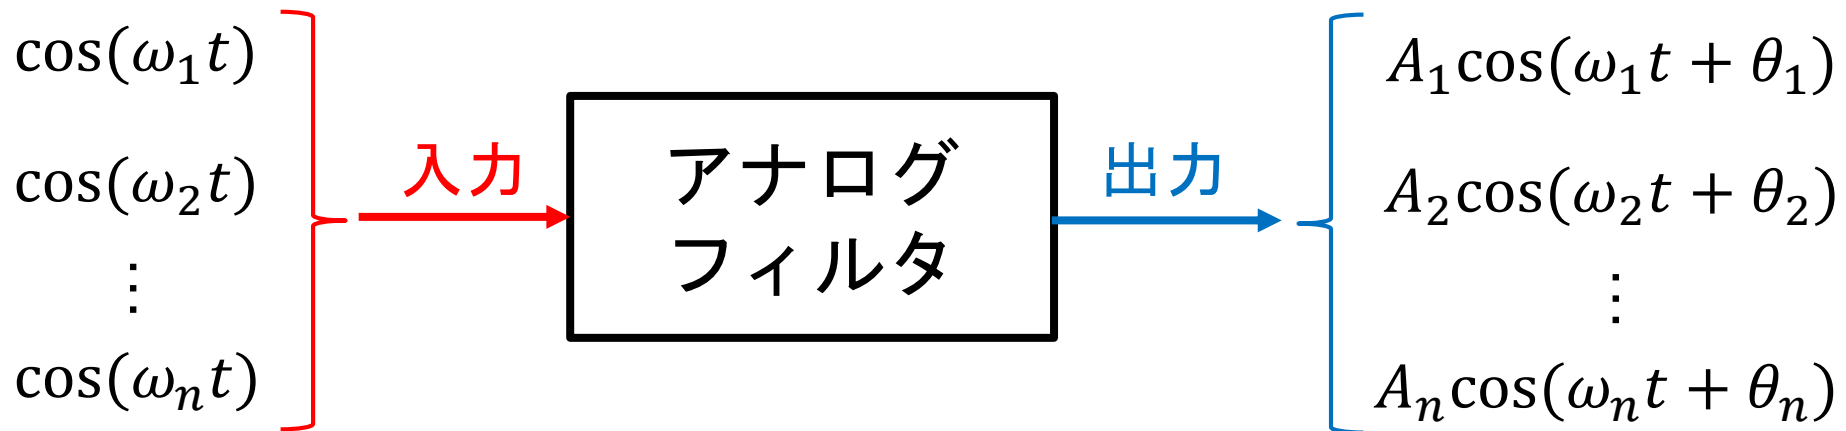 cos(ω₁t)
cos(ω₂t)
⋮
cos(ωₙt)
入力
アナログ
フィルタ
出力
A₁cos(ω₁t + θ₁)
A₂cos(ω₂t + θ₂)
⋮
Aₙcos(ωₙt + θₙ)